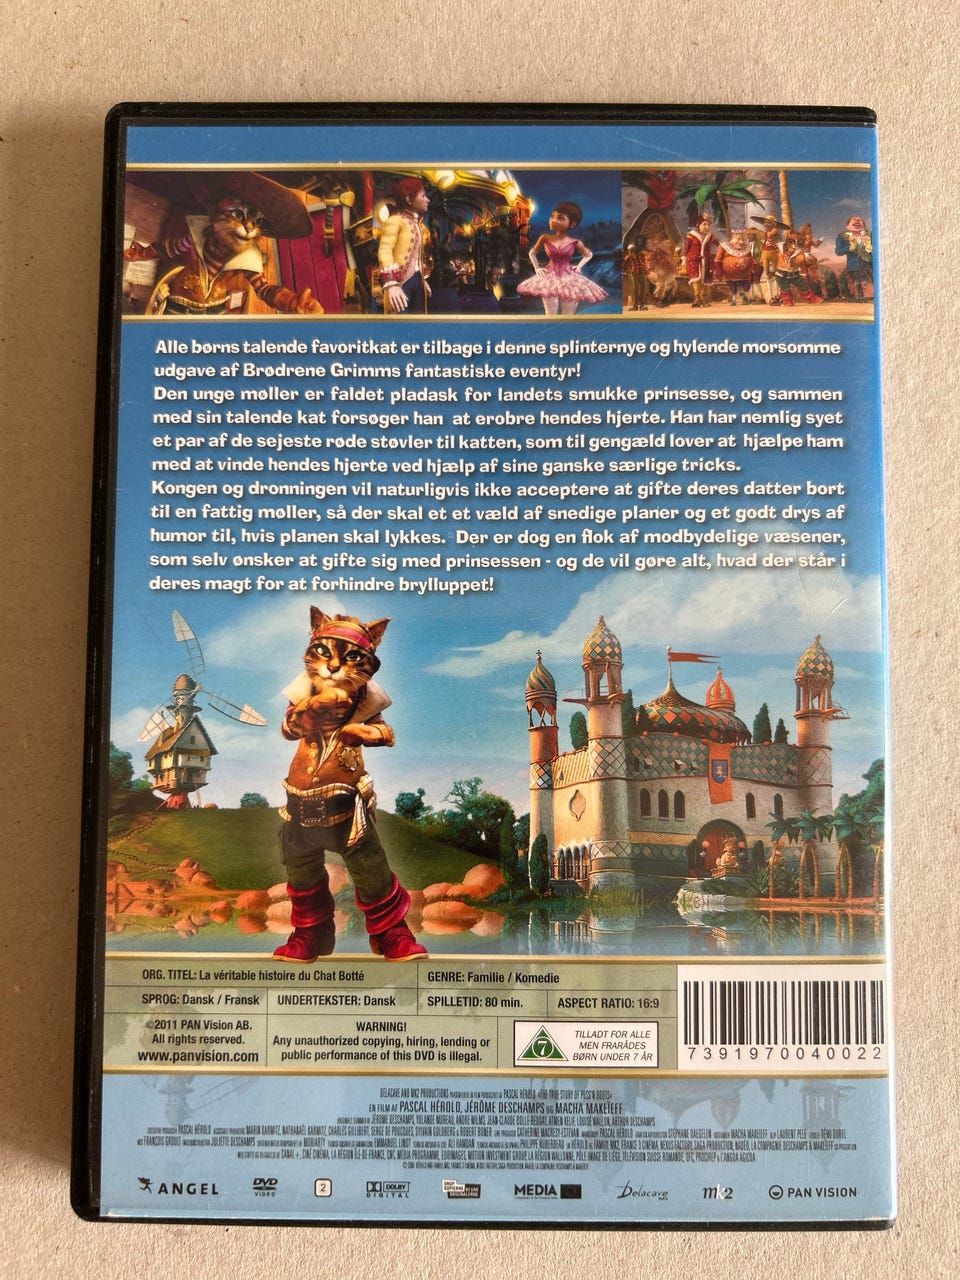 Alle børns talende favoritkat er tilbage i denne splinternye og hylende morsomme
udgave af Brødrene Grimms fantastiske eventyr!
Den unge møller er faldet pladask for landets smukke prinsesse, og sammen
med sin talende kat forsøger han at erobre hendes hjerte. Han har nemlig syet
et par af de sejeste røde støvler til katten, som til gengæld lover at hjælpe ham
med at vinde hendes hjerte ved hjælp af sine ganske særlige tricks.
Kongen og dronningen vil naturligvis ikke acceptere at gifte deres datter bort
til en fattig møller, så der skal et et væld af snedige planer og et godt drys af
humor til, hvis planen skal lykkes. Der er dog en flok af modbydelige væsener,
som selv ønsker at gifte sig med prinsessen - og de vil gøre alt, hvad der står i
deres magt for at forhindre brylluppet!
ORG. TITEL: La véritable histoire du Chat Botté
GENRE: Familie / Komedie
SPROG: Dansk / Fransk
UNDERTEKSTER: Dansk
SPILLETID: 80 min.
ASPECT RATIO: 16:9
©2011 PAN Vision AB.
All rights reserved.
www.panvision.com
WARNING!
Any unauthorized copying, hiring, lending or
public performance of this DVD is illegal.
7
TILLADT FOR ALLE
MEN FRARÅDES
BØRN UNDER 7 ÅR
7391970040022
EN FILM AF PASCAL HÉROLD, JÉRÔME DESCHAMPS OG MACHA MAKEÏEFF
ANGEL
DVD
VIDEO
2
DOLBY
DIGITAL
MEDIA
Delacave
mk2
PAN VISION